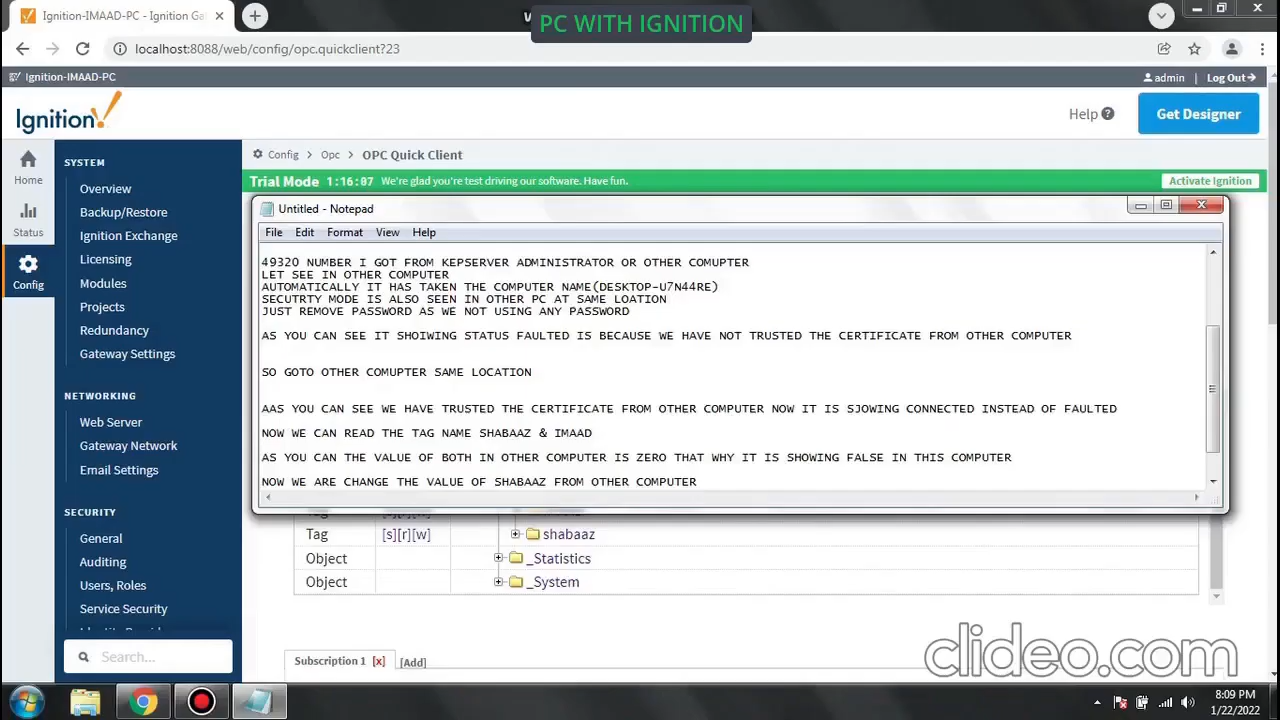 PC WITH IGNITION
Ignition-IMAAD-PC - Ignition Ga
localhost:8088/web/config/opc.quickclient?23
Ignition-IMAAD-PC
admin | Log Out
Ignition!
Help
Get Designer
Home
Status
Config
SYSTEM
Overview
Backup/Restore
Ignition Exchange
Licensing
Modules
Projects
Redundancy
Gateway Settings
NETWORKING
Web Server
Gateway Network
Email Settings
SECURITY
General
Auditing
Users, Roles
Service Security
Search...
Config > Opc > OPC Quick Client
Trial Mode 1:16:07 We're glad you're test driving our software. Have fun.
Activate Ignition
Untitled - Notepad
File Edit Format View Help
49320 NUMBER I GOT FROM KEPSERVER ADMINISTRATOR OR OTHER COMUPTER
LET SEE IN OTHER COMPUTER
AUTOMATICALLY IT HAS TAKEN THE COMPUTER NAME(DESKTOP-U7N44RE)
SECUTRTY MODE IS ALSO SEEN IN OTHER PC AT SAME LOATION
JUST REMOVE PASSWORD AS WE NOT USING ANY PASSWORD
AS YOU CAN SEE IT SHOIWING STATUS FAULTED IS BECAUSE WE HAVE NOT TRUSTED THE CERTIFICATE FROM OTHER COMPUTER
SO GOTO OTHER COMUPTER SAME LOCATION
AAS YOU CAN SEE WE HAVE TRUSTED THE CERTIFICATE FROM OTHER COMPUTER NOW IT IS SJOWING CONNECTED INSTEAD OF FAULTED
NOW WE CAN READ THE TAG NAME SHABAAZ & IMAAD
AS YOU CAN THE VALUE OF BOTH IN OTHER COMPUTER IS ZERO THAT WHY IT IS SHOWING FALSE IN THIS COMPUTER
NOW WE ARE CHANGE THE VALUE OF SHABAAZ FROM OTHER COMPUTER
Tag [s][r][w] shabaaz
Object _Statistics
Object _System
Subscription 1 [x] [Add]
clideo.com
8:09 PM
1/22/2022